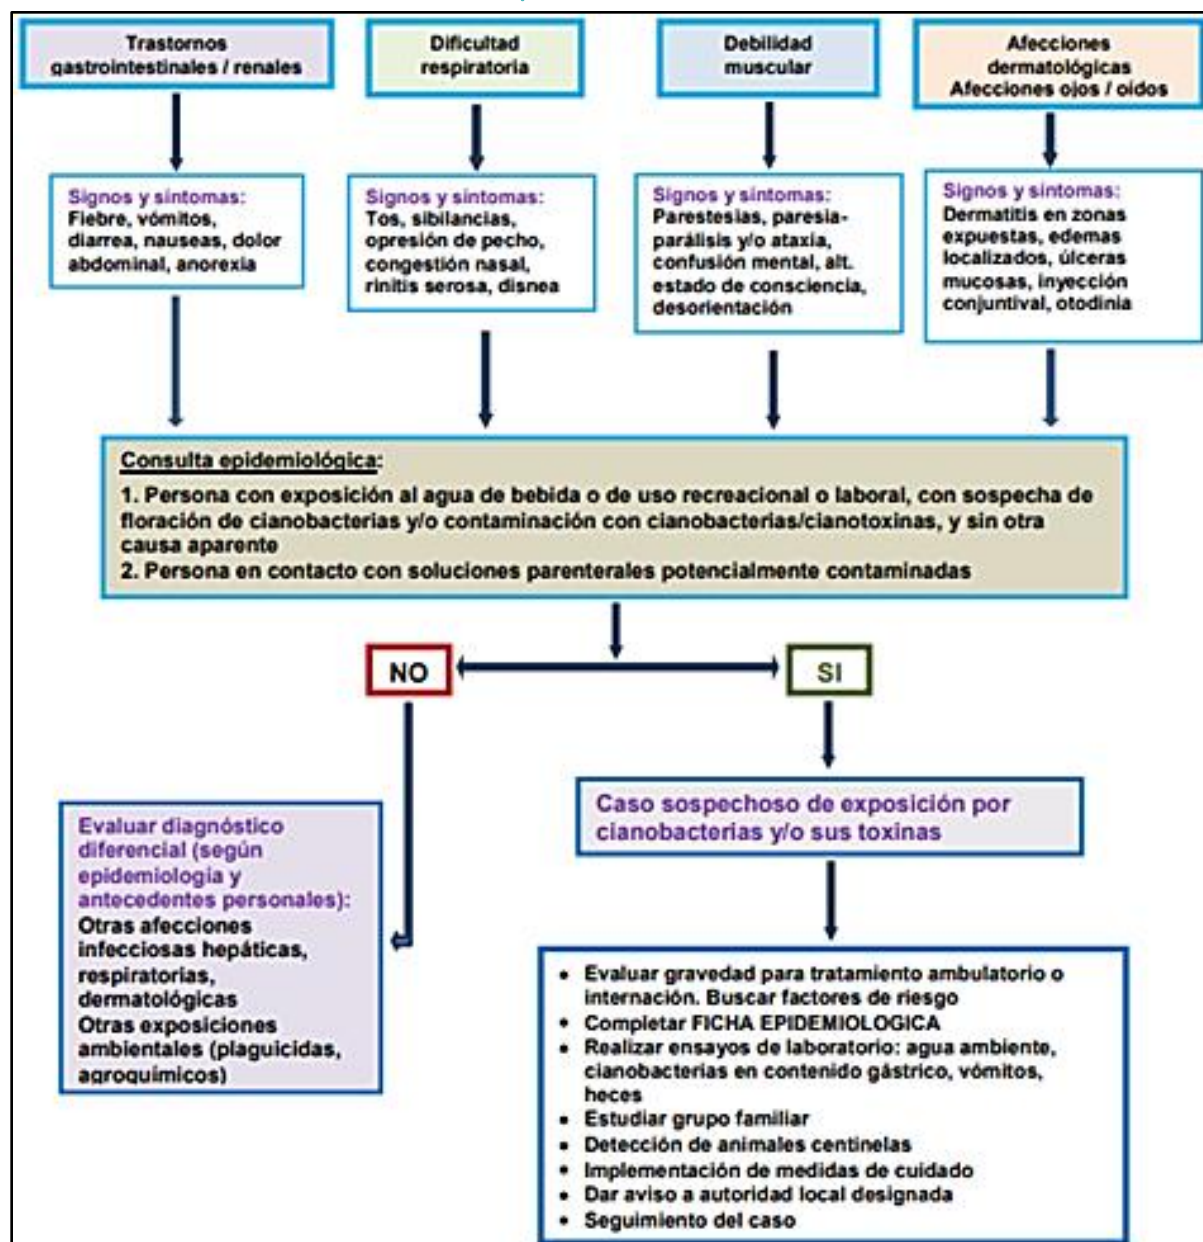 Trastornos
gastrointestinales / renales
Dificultad
respiratoria
Debilidad
muscular
Afecciones
dermatológicas
Afecciones ojos / oídos
Signos y síntomas:
Fiebre, vómitos,
diarrea, nauseas, dolor
abdominal, anorexia
Signos y síntomas:
Tos, sibilancias,
opresión de pecho,
congestión nasal,
rinitis serosa, disnea
Signos y síntomas:
Parestesias, paresia-
parálisis y/o ataxia,
confusión mental, alt.
estado de consciencia,
desorientación
Signos y síntomas:
Dermatitis en zonas
expuestas, edemas
localizados, úlceras
mucosas, inyección
conjuntival, otodinia
Consulta epidemiológica:
1. Persona con exposición al agua de bebida o de uso recreacional o laboral, con sospecha de
floración de cianobacterias y/o contaminación con cianobacterias/cianotoxinas, y sin otra
causa aparente
2. Persona en contacto con soluciones parenterales potencialmente contaminadas
NO
SI
Evaluar diagnóstico
diferencial (según
epidemiología y
antecedentes personales):
Otras afecciones
infecciosas hepáticas,
respiratorias,
dermatológicas
Otras exposiciones
ambientales (plaguicidas,
agroquímicos)
Caso sospechoso de exposición por
cianobacterias y/o sus toxinas
• Evaluar gravedad para tratamiento ambulatorio o
internación. Buscar factores de riesgo
• Completar FICHA EPIDEMIOLOGICA
• Realizar ensayos de laboratorio: agua ambiente,
cianobacterias en contenido gástrico, vómitos,
heces
• Estudiar grupo familiar
• Detección de animales centinelas
• Implementación de medidas de cuidado
• Dar aviso a autoridad local designada
• Seguimiento del caso